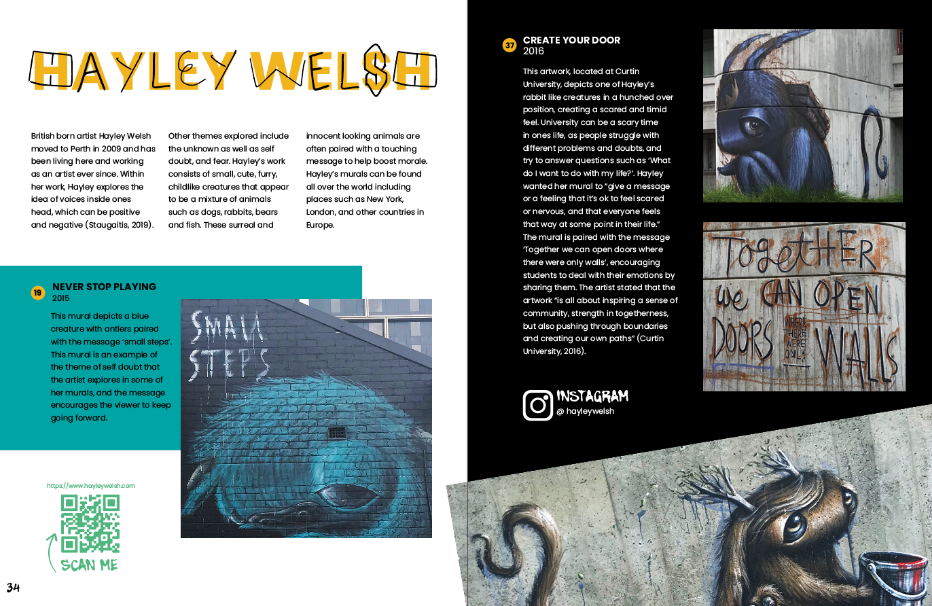 HAYLEY WELSH
British born artist Hayley Welsh
moved to Perth in 2009 and has
been living here and working
as an artist ever since. Within
her work, Hayley explores the
idea of voices inside ones
head, which can be positive
and negative (Staugaitis, 2019).
Other themes explored include
the unknown as well as self
doubt, and fear. Hayley's work
consists of small, cute, furry,
childlike creatures that appear
to be a mixture of animals
such as dogs, rabbits, bears
and fish. These surreal and
innocent looking animals are
often paired with a touching
message to help boost morale.
Hayley's murals can be found
all over the world including
places such as New York,
London, and other countries in
Europe.
19 NEVER STOP PLAYING
2015
This mural depicts a blue
creature with antlers paired
with the message 'small steps'.
This mural is an example of
the theme of self doubt that
the artist explores in some of
her murals, and the message
encourages the viewer to keep
going forward.
SMALL
STEPS
https://www.hayleywelsh.com
SCAN ME
34
37 CREATE YOUR DOOR
2016
This artwork, located at Curtin
University, depicts one of Hayley's
rabbit like creatures in a hunched over
position, creating a scared and timid
feel. University can be a scary time
in ones life, as people struggle with
different problems and doubts, and
try to answer questions such as 'What
do I want to do with my life?'. Hayley
wanted her mural to "give a message
or a feeling that it's ok to feel scared
or nervous, and that everyone feels
that way at some point in their life."
The mural is paired with the message
'Together we can open doors where
there were only walls', encouraging
students to deal with their emotions by
sharing them. The artist stated that the
artwork "is all about inspiring a sense of
community, strength in togetherness,
but also pushing through boundaries
and creating our own paths" (Curtin
University, 2016).
INSTAGRAM
@ hayleywelsh
TogetHER
we CAN OPEN
DOORS WHERE THERE WERE ONLY WALLS